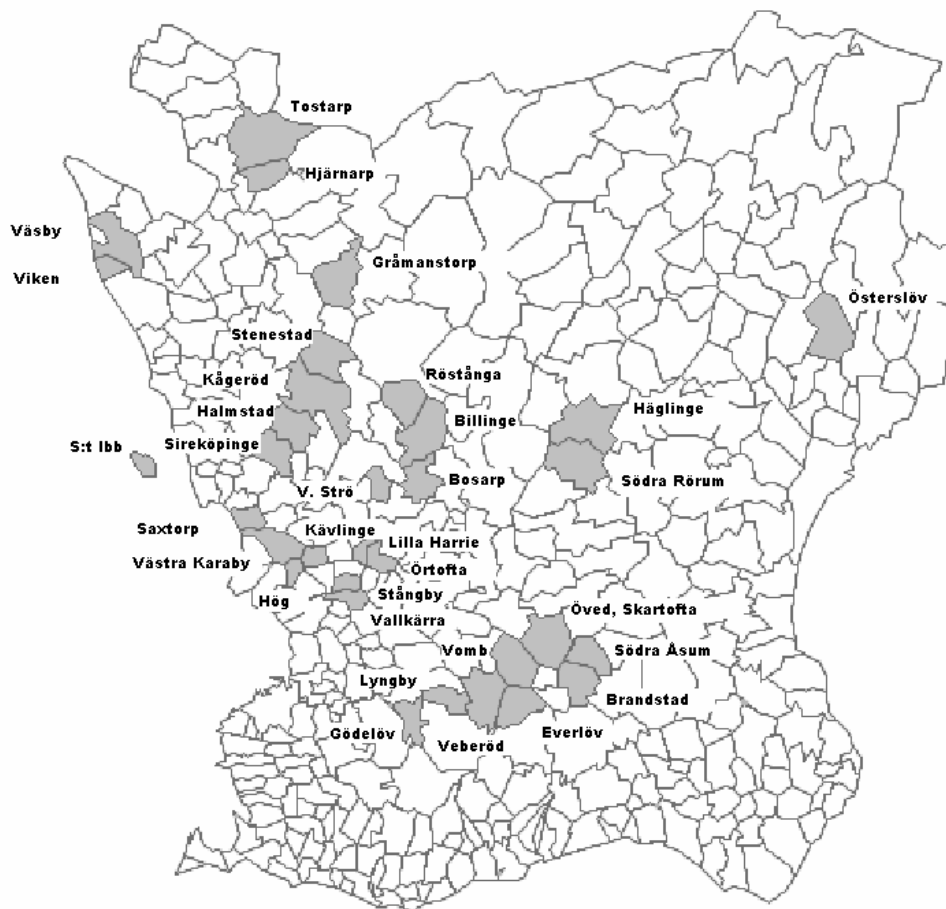 Tostarp
Hjärnarp
Väsby
Gråmanstorp
Viken
Österslöv
Stenestad
Röstånga
Kågeröd
Halmstad
Häglinge
Billinge
S:t Ibb
Sireköpinge
Bosarp
Södra Rörum
V. Strö
Saxtorp
Kävlinge
Lilla Harrie
Västra Karaby
Örtofta
Hög
Stångby
Öved, Skartofta
Vallkärra
Vomb
Södra Åsum
Lyngby
Brandstad
Gödelöv
Everlöv
Veberöd